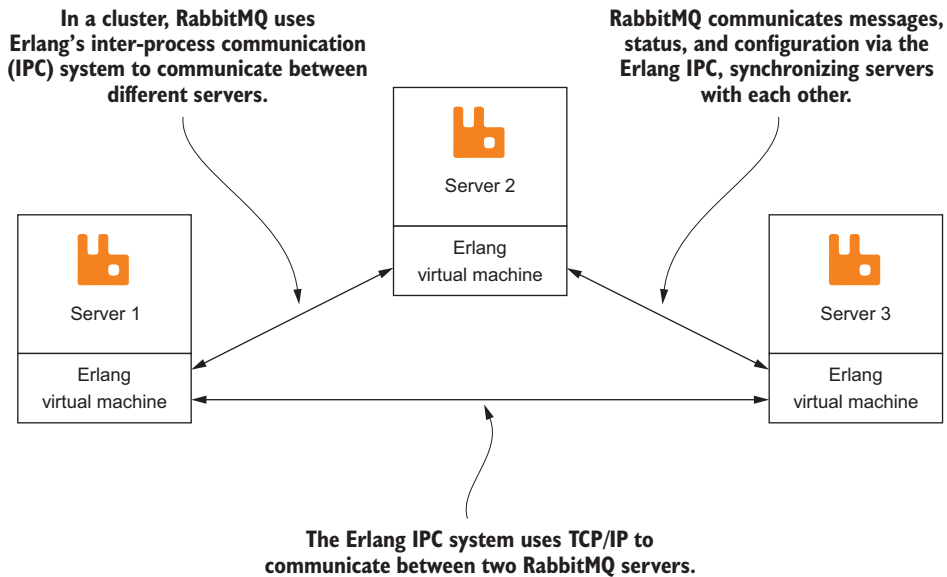 In a cluster, RabbitMQ uses
Erlang’s inter-process communication
(IPC) system to communicate between
different servers.
RabbitMQ communicates messages,
status, and configuration via the
Erlang IPC, synchronizing servers
with each other.
Server 2
Erlang
virtual machine
Server 1
Erlang
virtual machine
Server 3
Erlang
virtual machine
The Erlang IPC system uses TCP/IP to
communicate between two RabbitMQ servers.